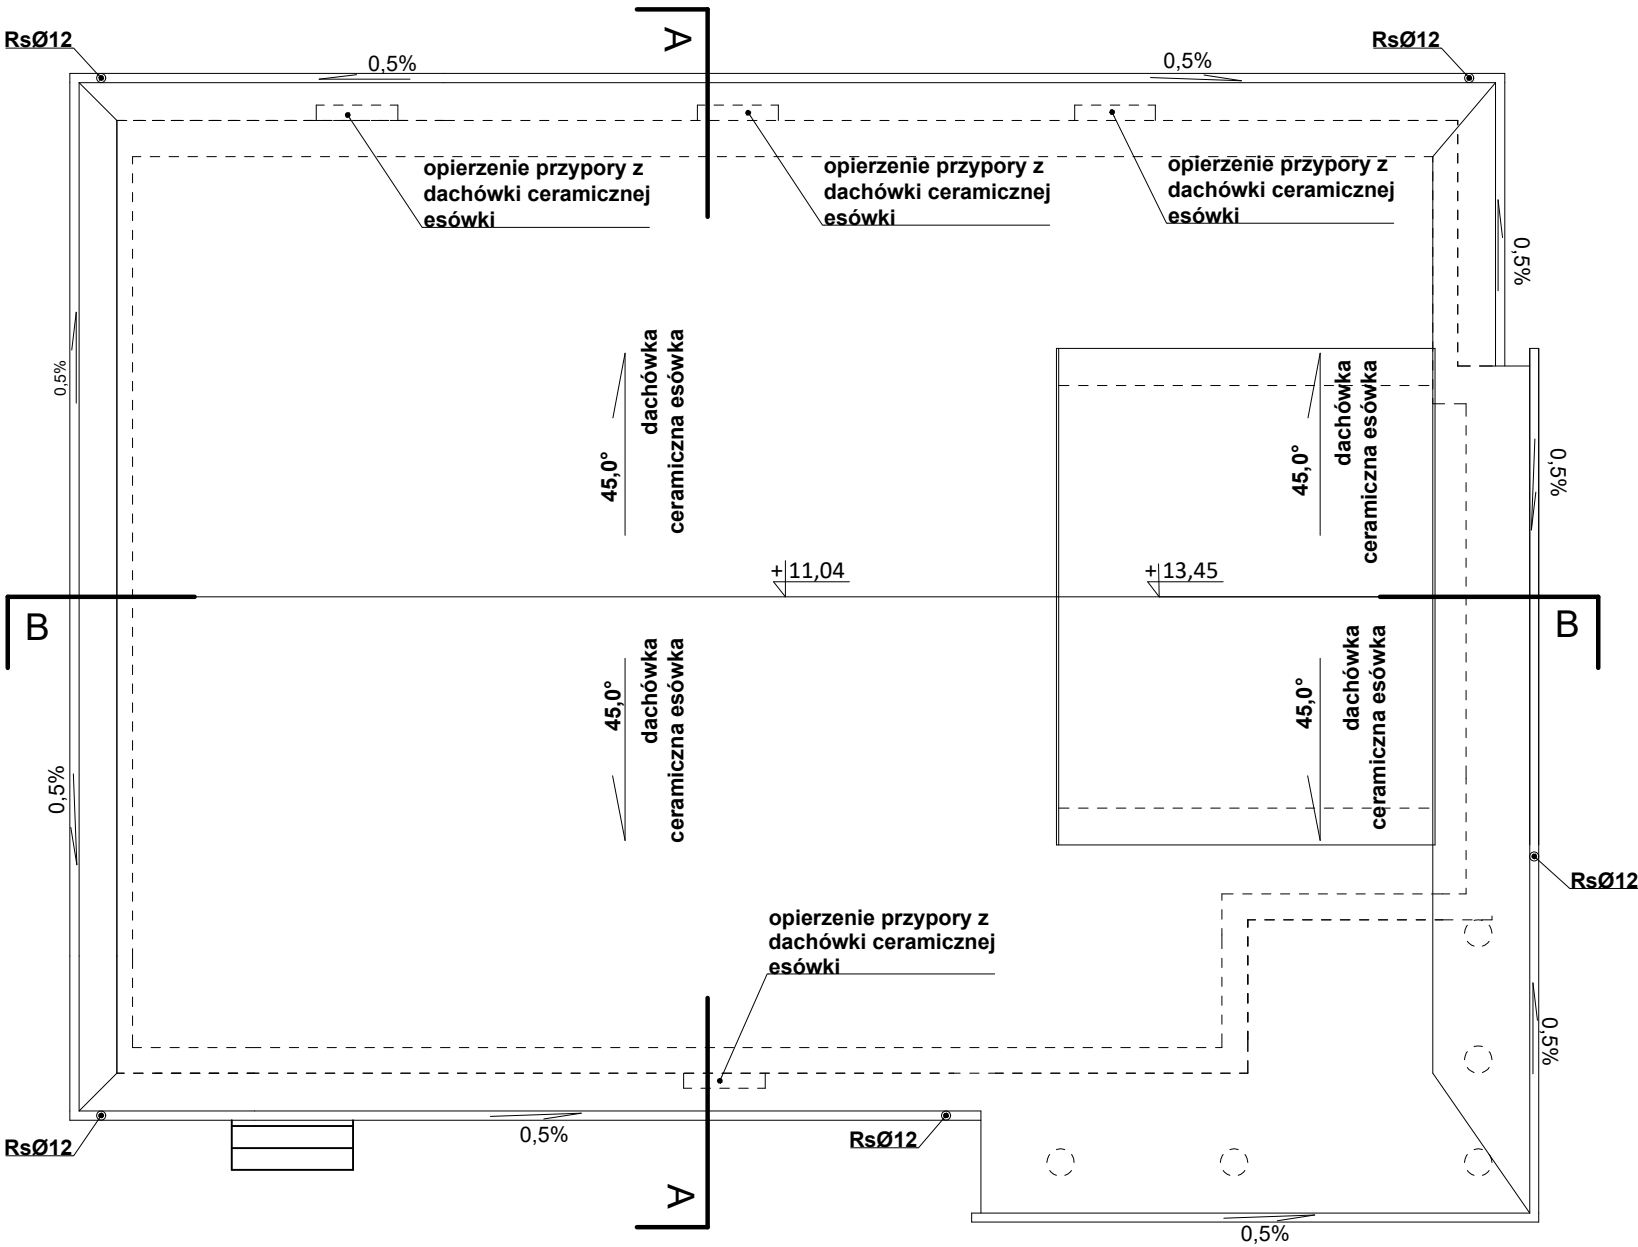 A
RsØ12
RsØ12
0,5%
0,5%
opierzenie przypory z
dachówki ceramicznej
esówki
opierzenie przypory z
dachówki ceramicznej
esówki
opierzenie przypory z
dachówki ceramicznej
esówki
0,5%
0,5%
45,0°
dachówka
ceramiczna esówka
45,0°
dachówka
ceramiczna esówka
0,5%
+11,04
+13,45
B
B
45,0°
dachówka
ceramiczna esówka
45,0°
dachówka
ceramiczna esówka
0,5%
RsØ12
opierzenie przypory z
dachówki ceramicznej
esówki
0,5%
RsØ12
0,5%
RsØ12
A
0,5%